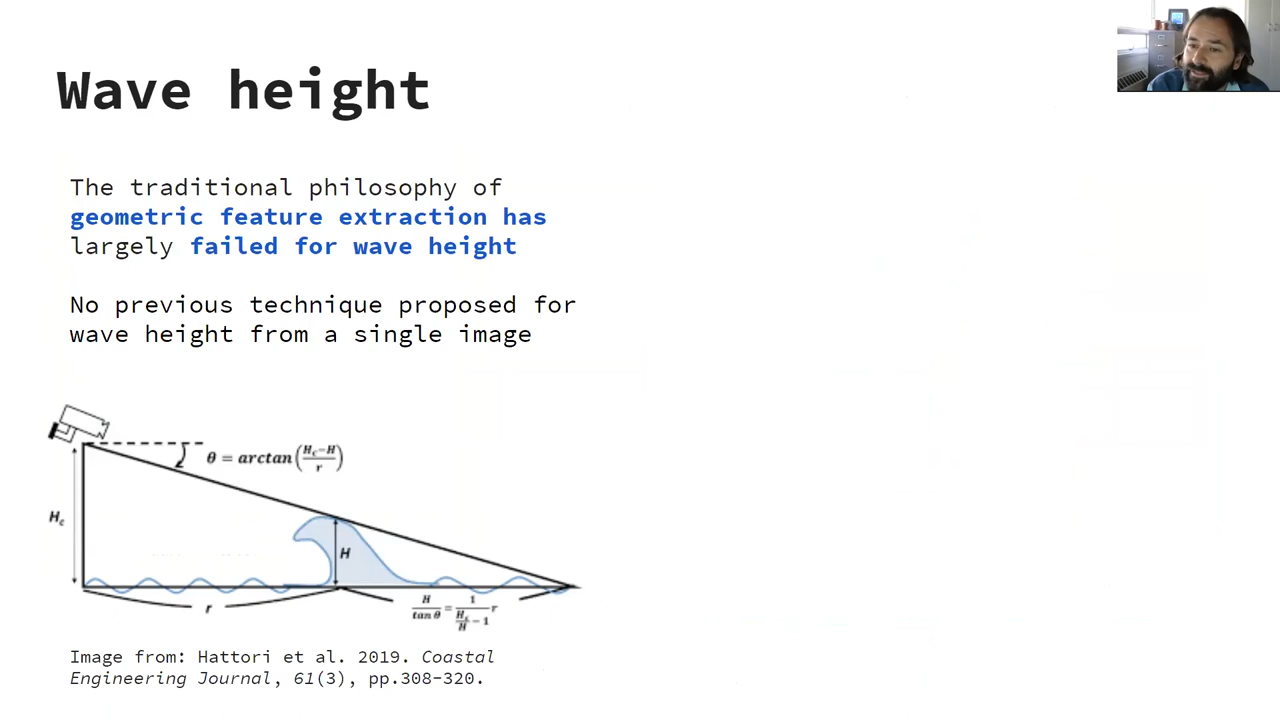 Wave height
The traditional philosophy of
geometric feature extraction has
largely failed for wave height
No previous technique proposed for
wave height from a single image
θ = arctan(H_c−H / r)
H_c
H
r
H / tan θ = 1 / (H_c / H − 1) r
Image from: Hattori et al. 2019. Coastal
Engineering Journal, 61(3), pp.308-320.